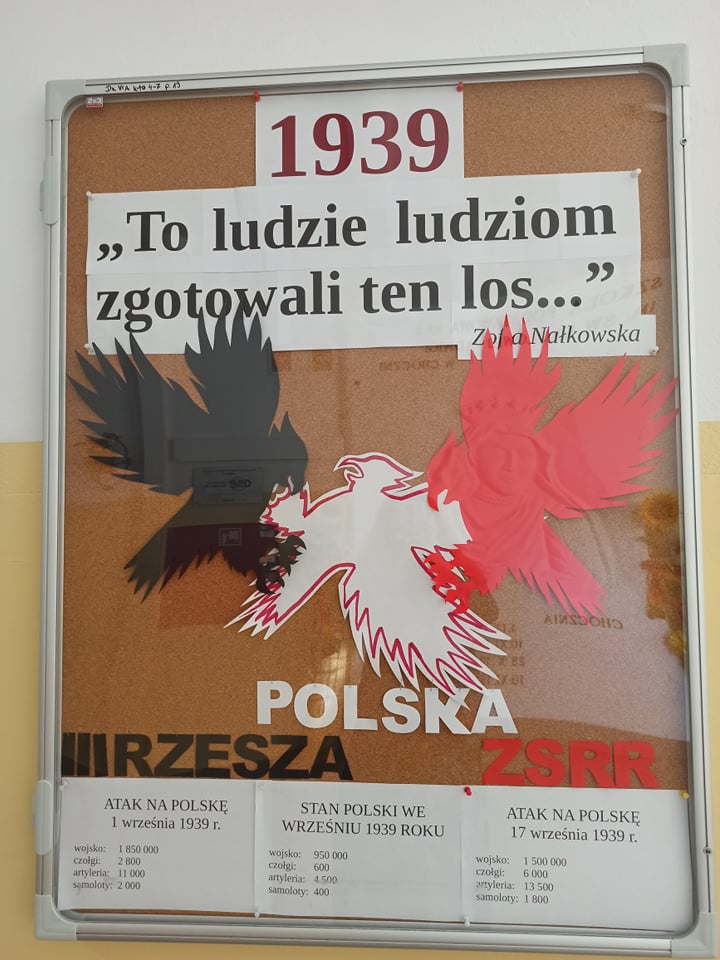 1939
„To ludzie ludziom
zgotowali ten los...”
Zofia Nałkowska
POLSKA
III RZESZA
ZSRR
ATAK NA POLSKĘ
1 września 1939 r.
wojsko: 1 850 000
czołgi: 2 800
artyleria: 11 000
samoloty: 2 000
STAN POLSKI WE
WRZEŚNIU 1939 ROKU
wojsko: 950 000
czołgi: 600
artyleria: 4 500
samoloty: 400
ATAK NA POLSKĘ
17 września 1939 r.
wojsko: 1 500 000
czołgi: 6 000
artyleria: 13 500
samoloty: 1 800